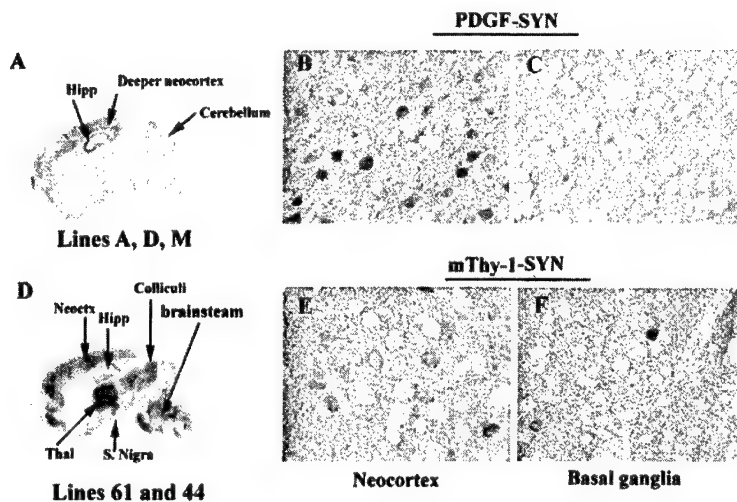 PDGF-SYN
A
Hipp
Deeper neocortex
Cerebellum
Lines A, D, M
B
C
mThy-1-SYN
D
Neoctx
Hipp
Colliculi
brainsteam
Thal
S. Nigra
Lines 61 and 44
E
F
Neocortex
Basal ganglia